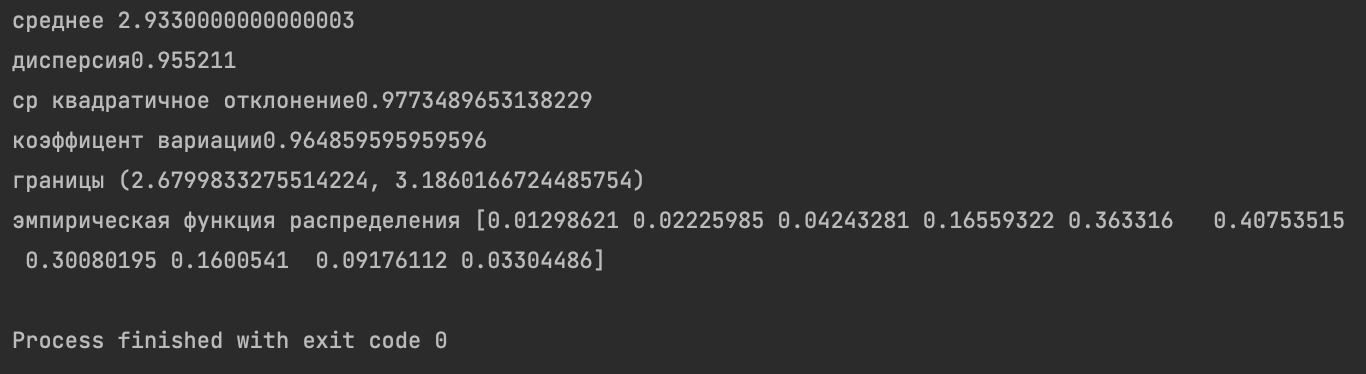 среднее 2.9330000000000003
дисперсия0.955211
ср квадратичное отклонение0.9773489653138229
коэффицент вариации0.964859595959596
границы (2.6799833275514224, 3.1860166724485754)
эмпирическая функция распределения [0.01298621 0.02225985 0.04243281 0.16559322 0.363316   0.40753515
 0.30080195 0.1600541  0.09176112 0.03304486]
Process finished with exit code 0